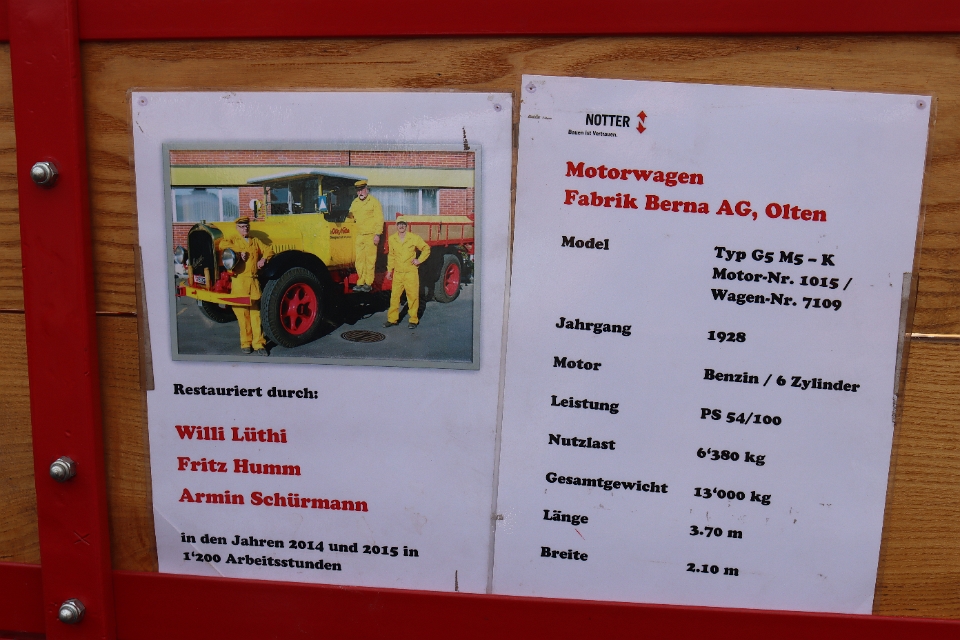 Restauriert durch:
Willi Lüthi
Fritz Humm
Armin Schürmann
in den Jahren 2014 und 2015 in
1'200 Arbeitsstunden
NOTTER
Bauen ist Vertrauen.
Motorwagen
Fabrik Berna AG, Olten
Model Typ G5 M5 – K
Motor-Nr. 1015 /
Wagen-Nr. 7109
Jahrgang 1928
Motor Benzin / 6 Zylinder
Leistung PS 54/100
Nutzlast 6'380 kg
Gesamtgewicht 13'000 kg
Länge 3.70 m
Breite 2.10 m